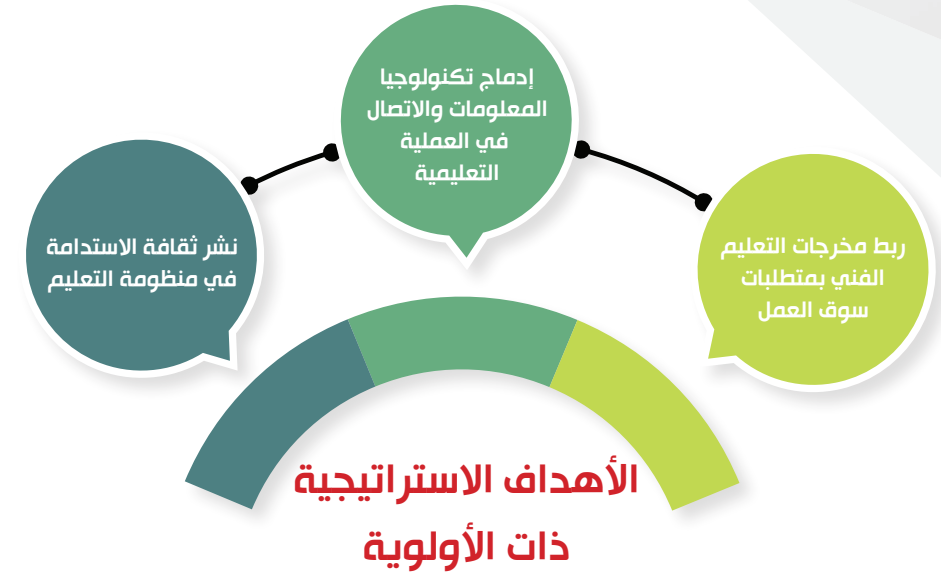 إدماج تكنولوجيا
المعلومات والاتصال
في العملية
التعليمية
ربط مخرجات التعليم
الفني بمتطلبات
سوق العمل
نشر ثقافة الاستدامة
في منظومة التعليم
الأهداف الاستراتيجية
ذات الأولوية